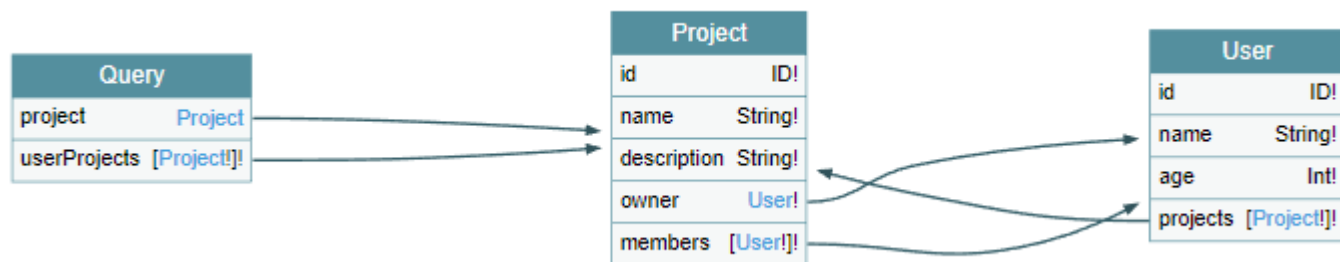 Query
project Project
userProjects [Project!]!
Project
id ID!
name String!
description String!
owner User!
members [User!]!
User
id ID!
name String!
age Int!
projects [Project!]!